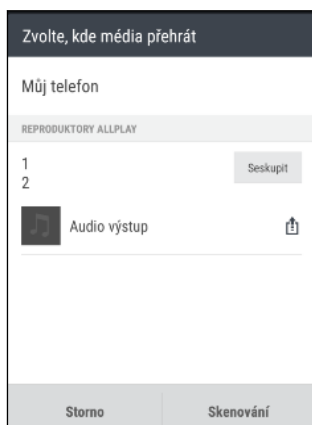 Zvolte, kde média přehrát
Můj telefon
REPRODUKTORY ALLPLAY
1
Seskupit
2
Audio výstup
Storno
Skenování